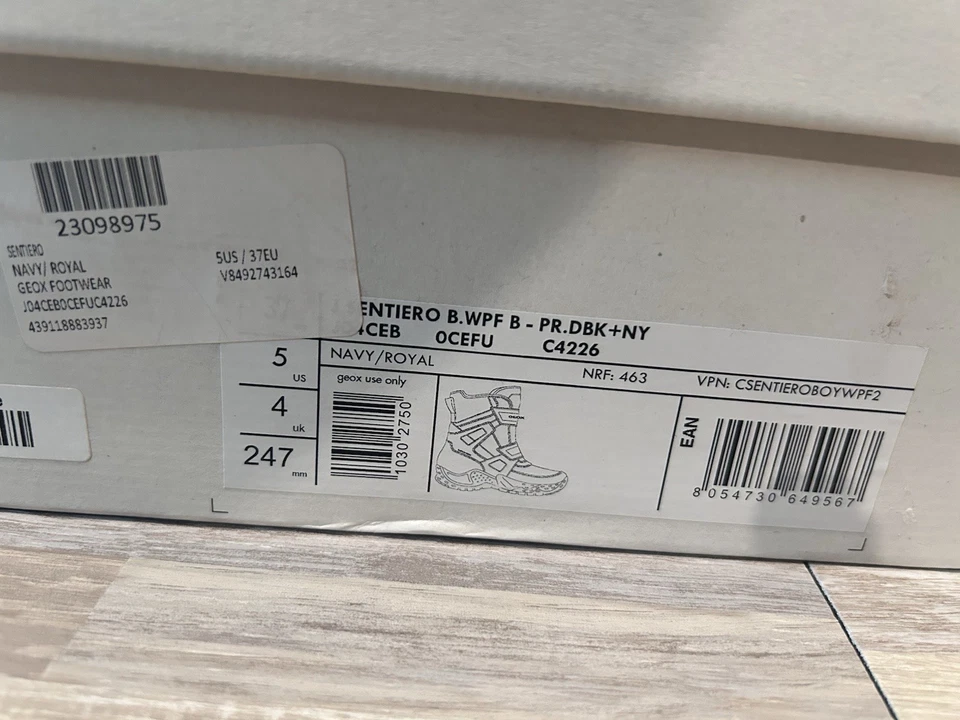 23098975
SENTIERO
NAVY/ ROYAL
GEOX FOOTWEAR
J04CEB0CEFUC4226
439118883937
5US / 37EU
V8492743164
ENTIERO B.WPF B - PR.DBK+NY
4CEB 0CEFU C4226
NAVY/ROYAL NRF: 463 VPN: CSENTIEROBOYWPF2
5 US
4 uk
247 mm
geox use only
1030 2750
GEOX
EAN
8 054730 649567
e